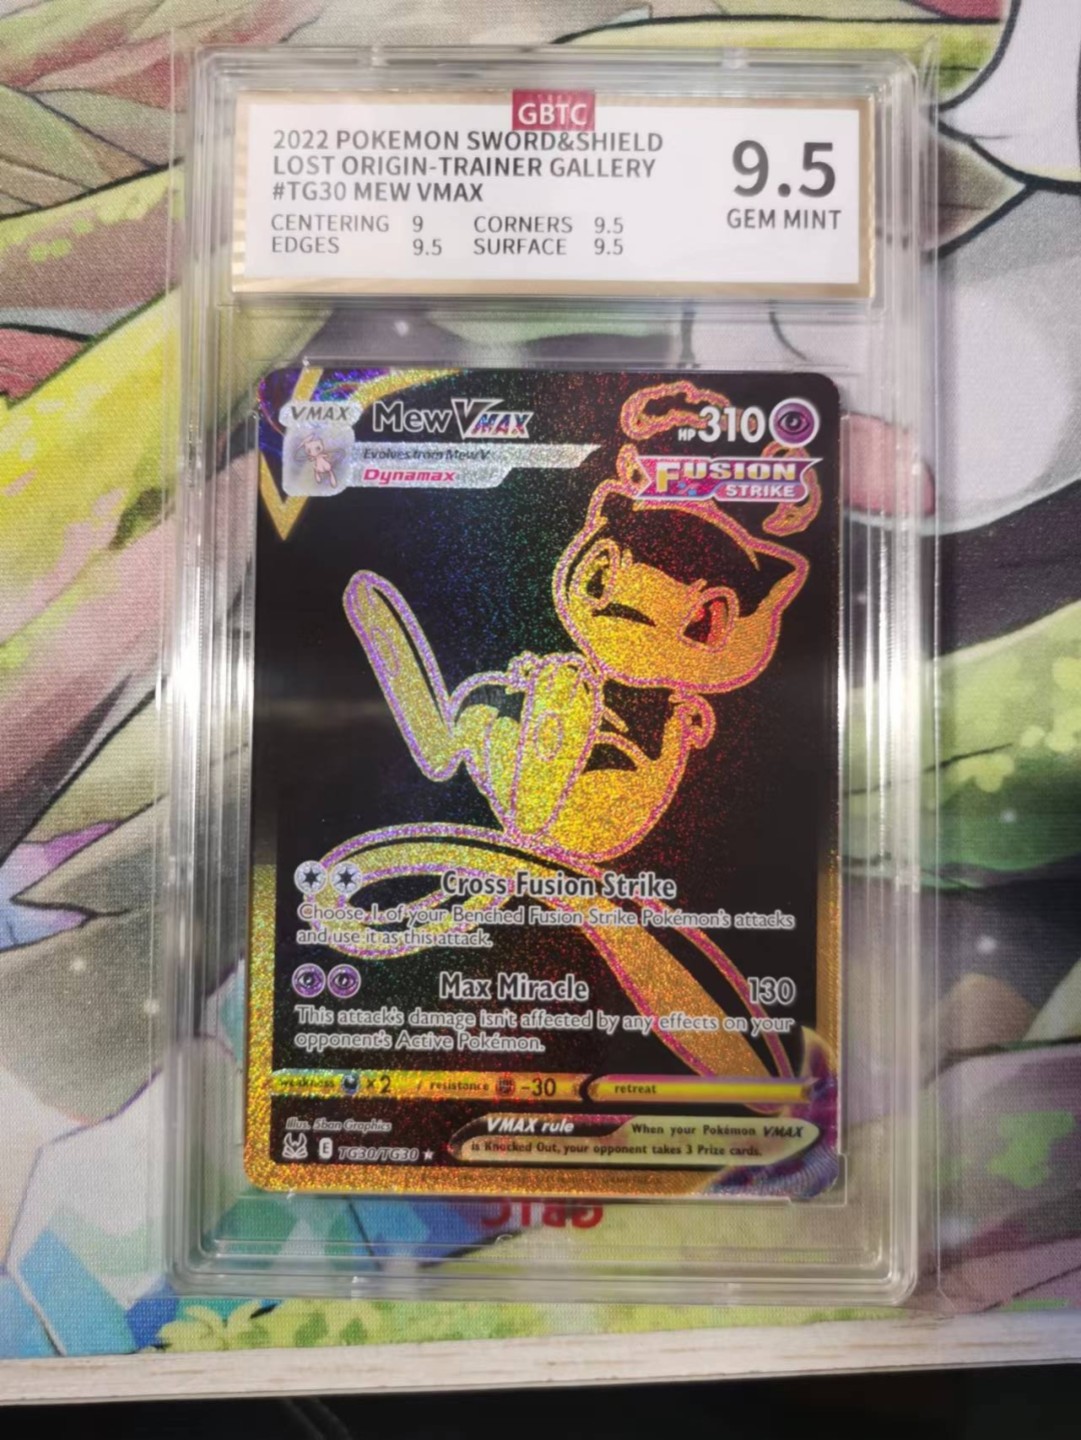 GBTC
2022 POKEMON SWORD&SHIELD
LOST ORIGIN-TRAINER GALLERY
#TG30 MEW VMAX
CENTERING 9 CORNERS 9.5
EDGES 9.5 SURFACE 9.5
9.5
GEM MINT
VMAX Mew VMAX HP 310
Evolves from Mew V
Dynamax
FUSION
STRIKE
Cross Fusion Strike
Choose 1 of your Benched Fusion Strike Pokémon's attacks
and use it as this attack.
Max Miracle 130
This attack's damage isn't affected by any effects on your
opponent's Active Pokémon.
weakness ×2 resistance -30 retreat
Illus. 5ban Graphics
E TG30/TG30 ★
VMAX rule When your Pokémon VMAX
is Knocked Out, your opponent takes 3 Prize cards.